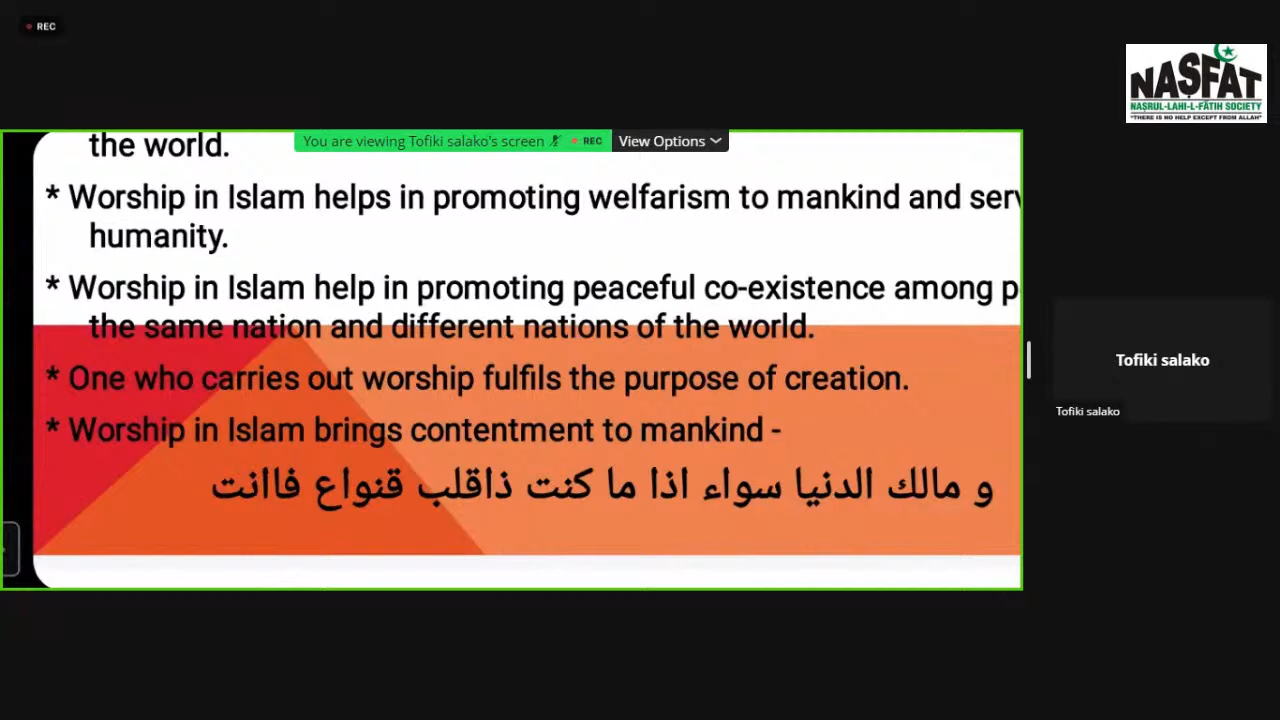 REC
NAṢFAT
NAṢRUL-LAHI-L-FĀTIH SOCIETY
"THERE IS NO HELP EXCEPT FROM ALLAH"
You are viewing Tofiki salako's screen REC View Options
the world.
* Worship in Islam helps in promoting welfarism to mankind and serv
humanity.
* Worship in Islam help in promoting peaceful co-existence among p
the same nation and different nations of the world.
* One who carries out worship fulfils the purpose of creation.
* Worship in Islam brings contentment to mankind -
و مالك الدنيا سواء اذا ما كنت ذاقلب قنواع فاانت
Tofiki salako
Tofiki salako